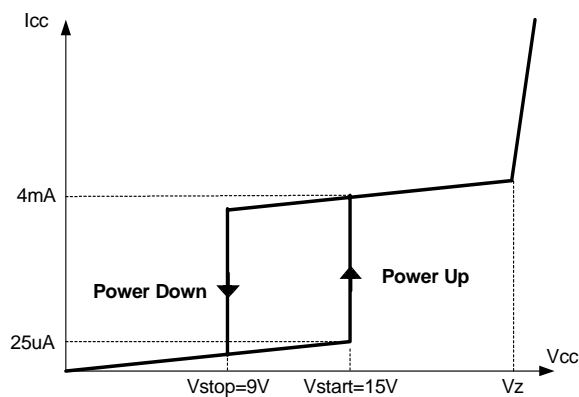 Icc
4mA
Power Down
Power Up
25uA
Vcc
Vstop=9V
Vstart=15V
Vz